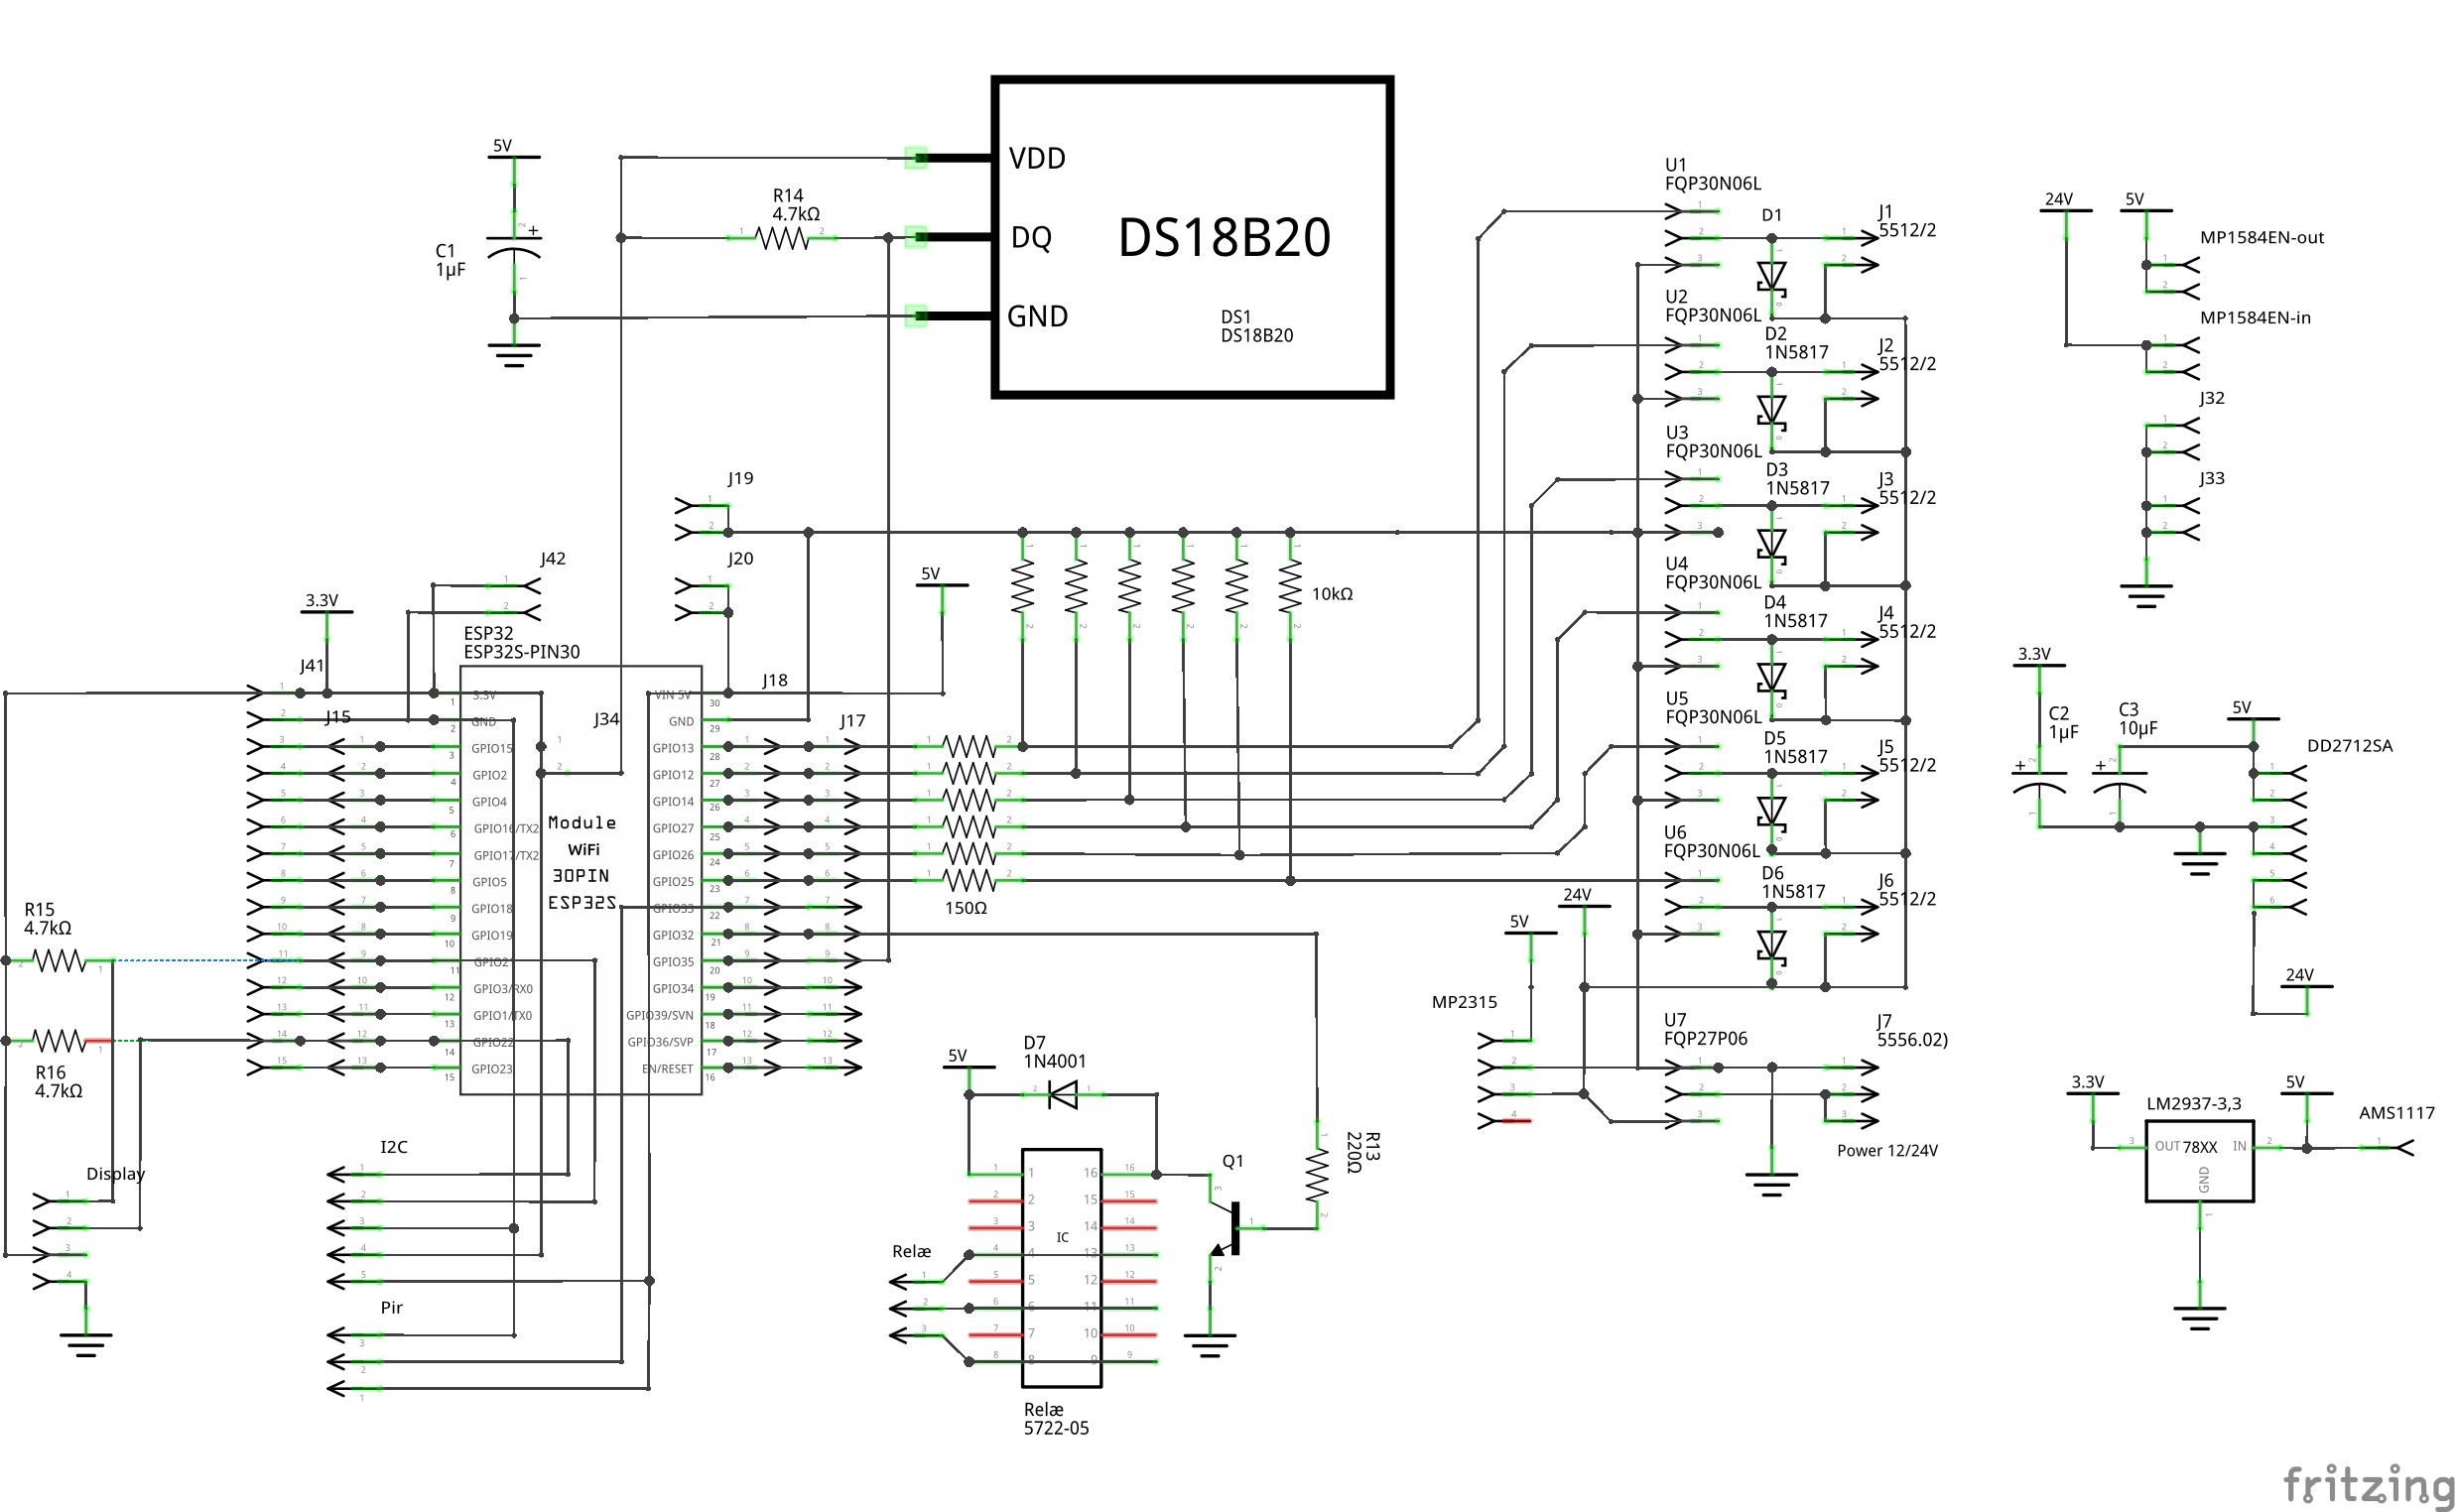 5V
C1
1µF
+
R14
4.7kΩ
VDD
DQ
GND
DS18B20
DS1
DS18B20
U1
FQP30N06L
D1
J1
5512/2
U2
FQP30N06L
D2
1N5817
J2
5512/2
U3
FQP30N06L
D3
1N5817
J3
5512/2
U4
FQP30N06L
D4
1N5817
J4
5512/2
U5
FQP30N06L
D5
1N5817
J5
5512/2
U6
FQP30N06L
D6
1N5817
J6
5512/2
24V
5V
MP1584EN-out
MP1584EN-in
J32
J33
J19
J20
J42
3.3V
J41
J15
ESP32
ESP32S-PIN30
J34
J18
J17
5V
10kΩ
150Ω
3.3V
GND
GPIO15
GPIO2
GPIO4
GPIO16/TX2
GPIO17/TX2
GPIO5
GPIO18
GPIO19
GPIO2
GPIO3/RX0
GPIO1/TX0
GPIO22
GPIO23
Module
WiFi
30PIN
ESP32S
VIN 5V
GND
GPIO13
GPIO12
GPIO14
GPIO27
GPIO26
GPIO25
GPIO33
GPIO32
GPIO35
GPIO34
GPIO39/SVN
GPIO36/SVP
EN/RESET
R15
4.7kΩ
R16
4.7kΩ
Display
I2C
Pir
5V
D7
1N4001
IC
Relæ
Relæ
5722-05
Q1
R13
220Ω
5V
24V
MP2315
U7
FQP27P06
J7
5556.02)
Power 12/24V
3.3V
C2
1µF
+
C3
10µF
+
5V
DD2712SA
24V
3.3V
LM2937-3,3
5V
AMS1117
OUT 78XX IN
GND
fritzing